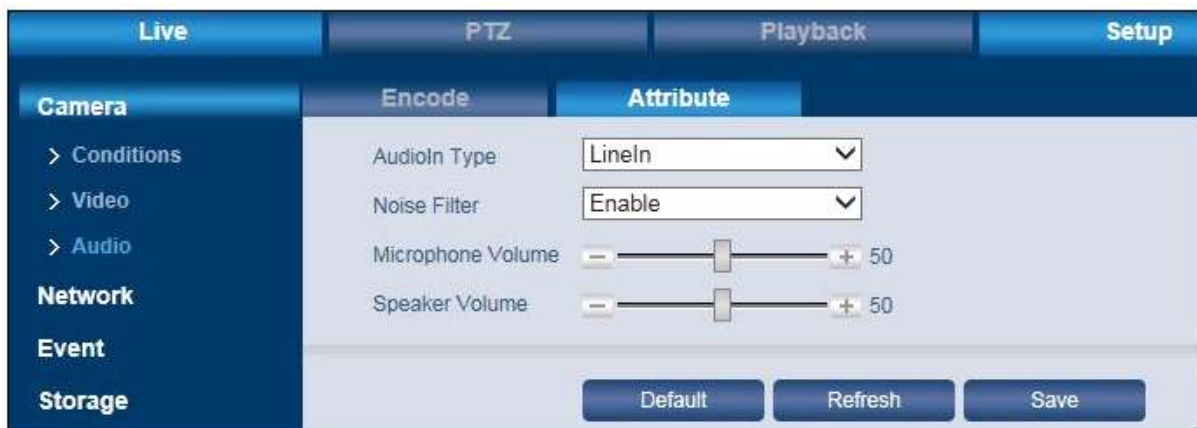 Live PTZ Playback Setup
Camera
Encode Attribute
> Conditions
AudioIn Type LineIn
> Video
Noise Filter Enable
> Audio
Microphone Volume − + 50
Network
Speaker Volume − + 50
Event
Storage
Default Refresh Save